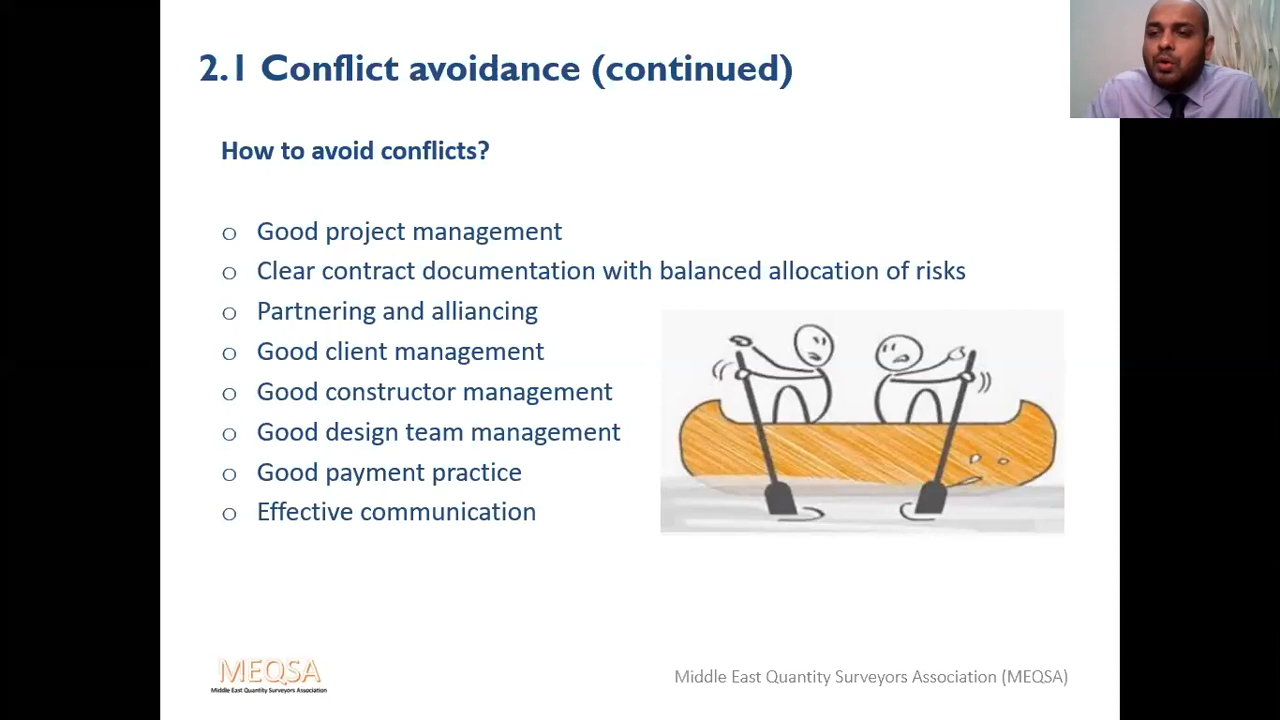 2.1 Conflict avoidance (continued)
How to avoid conflicts?
o Good project management
o Clear contract documentation with balanced allocation of risks
o Partnering and alliancing
o Good client management
o Good constructor management
o Good design team management
o Good payment practice
o Effective communication
MEQSA
Middle East Quantity Surveyors Association
Middle East Quantity Surveyors Association (MEQSA)